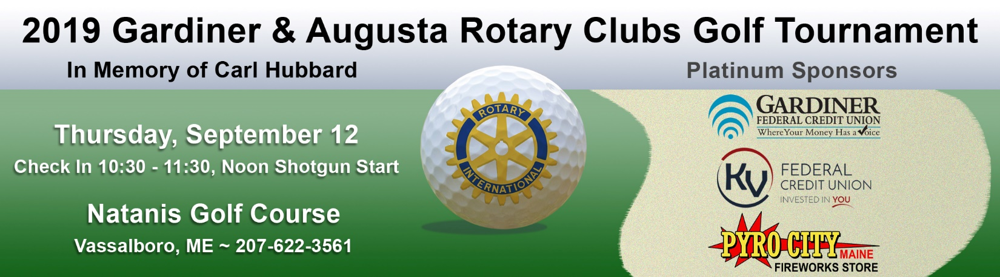 2019 Gardiner & Augusta Rotary Clubs Golf Tournament
In Memory of Carl Hubbard
Platinum Sponsors
Thursday, September 12
Check In 10:30 - 11:30, Noon Shotgun Start
Natanis Golf Course
Vassalboro, ME ~ 207-622-3561
ROTARY
INTERNATIONAL
GARDINER
FEDERAL CREDIT UNION
Where Your Money Has a Voice
KV
FEDERAL
CREDIT UNION
INVESTED IN YOU
PYRO CITY
MAINE
FIREWORKS STORE